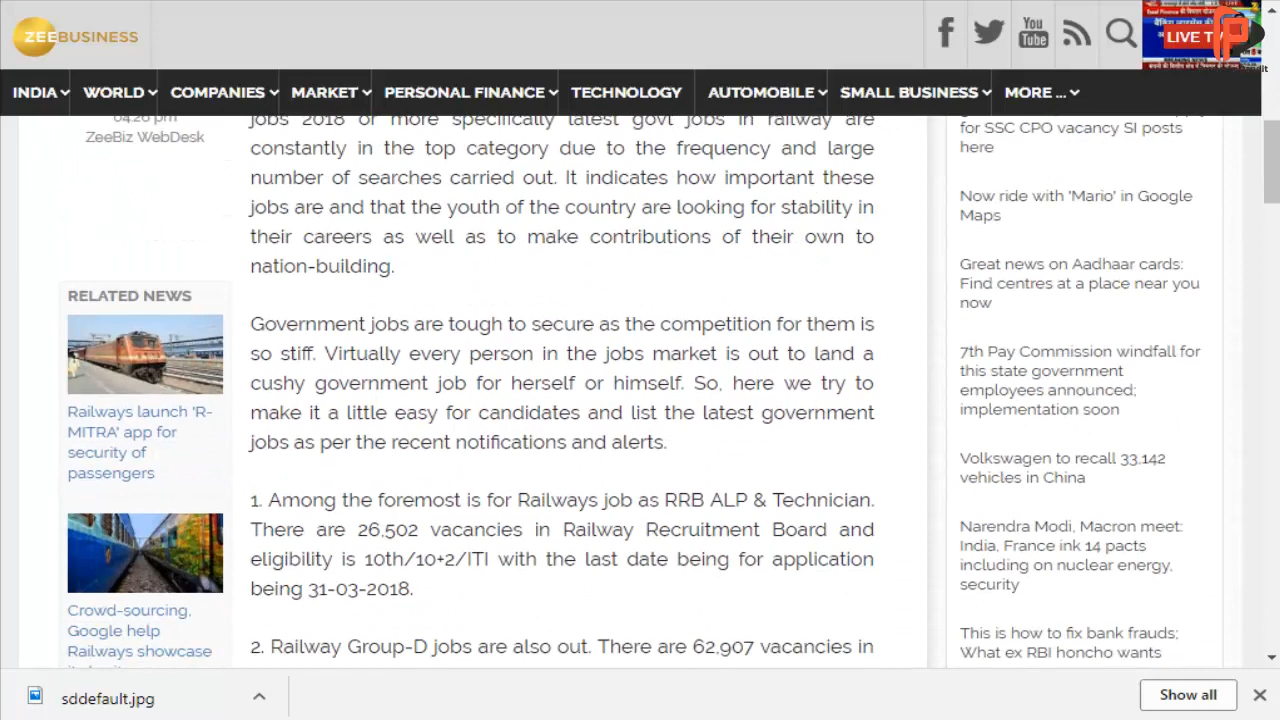 ZEEBUSINESS
You
Tube
LIVE T
INDIA WORLD COMPANIES MARKET PERSONAL FINANCE TECHNOLOGY AUTOMOBILE SMALL BUSINESS MORE ...
04:26 pm
ZeeBiz WebDesk
RELATED NEWS
Railways launch 'R-
MITRA' app for
security of
passengers
Crowd-sourcing,
Google help
Railways showcase
jobs 2018 or more specifically latest govt jobs in railway are
constantly in the top category due to the frequency and large
number of searches carried out. It indicates how important these
jobs are and that the youth of the country are looking for stability in
their careers as well as to make contributions of their own to
nation-building.
Government jobs are tough to secure as the competition for them is
so stiff. Virtually every person in the jobs market is out to land a
cushy government job for herself or himself. So, here we try to
make it a little easy for candidates and list the latest government
jobs as per the recent notifications and alerts.
1. Among the foremost is for Railways job as RRB ALP & Technician.
There are 26,502 vacancies in Railway Recruitment Board and
eligibility is 10th/10+2/ITI with the last date being for application
being 31-03-2018.
2. Railway Group-D jobs are also out. There are 62,907 vacancies in
for SSC CPO vacancy SI posts
here
Now ride with 'Mario' in Google
Maps
Great news on Aadhaar cards:
Find centres at a place near you
now
7th Pay Commission windfall for
this state government
employees announced;
implementation soon
Volkswagen to recall 33,142
vehicles in China
Narendra Modi, Macron meet:
India, France ink 14 pacts
including on nuclear energy,
security
This is how to fix bank frauds;
What ex RBI honcho wants
sddefault.jpg
Show all